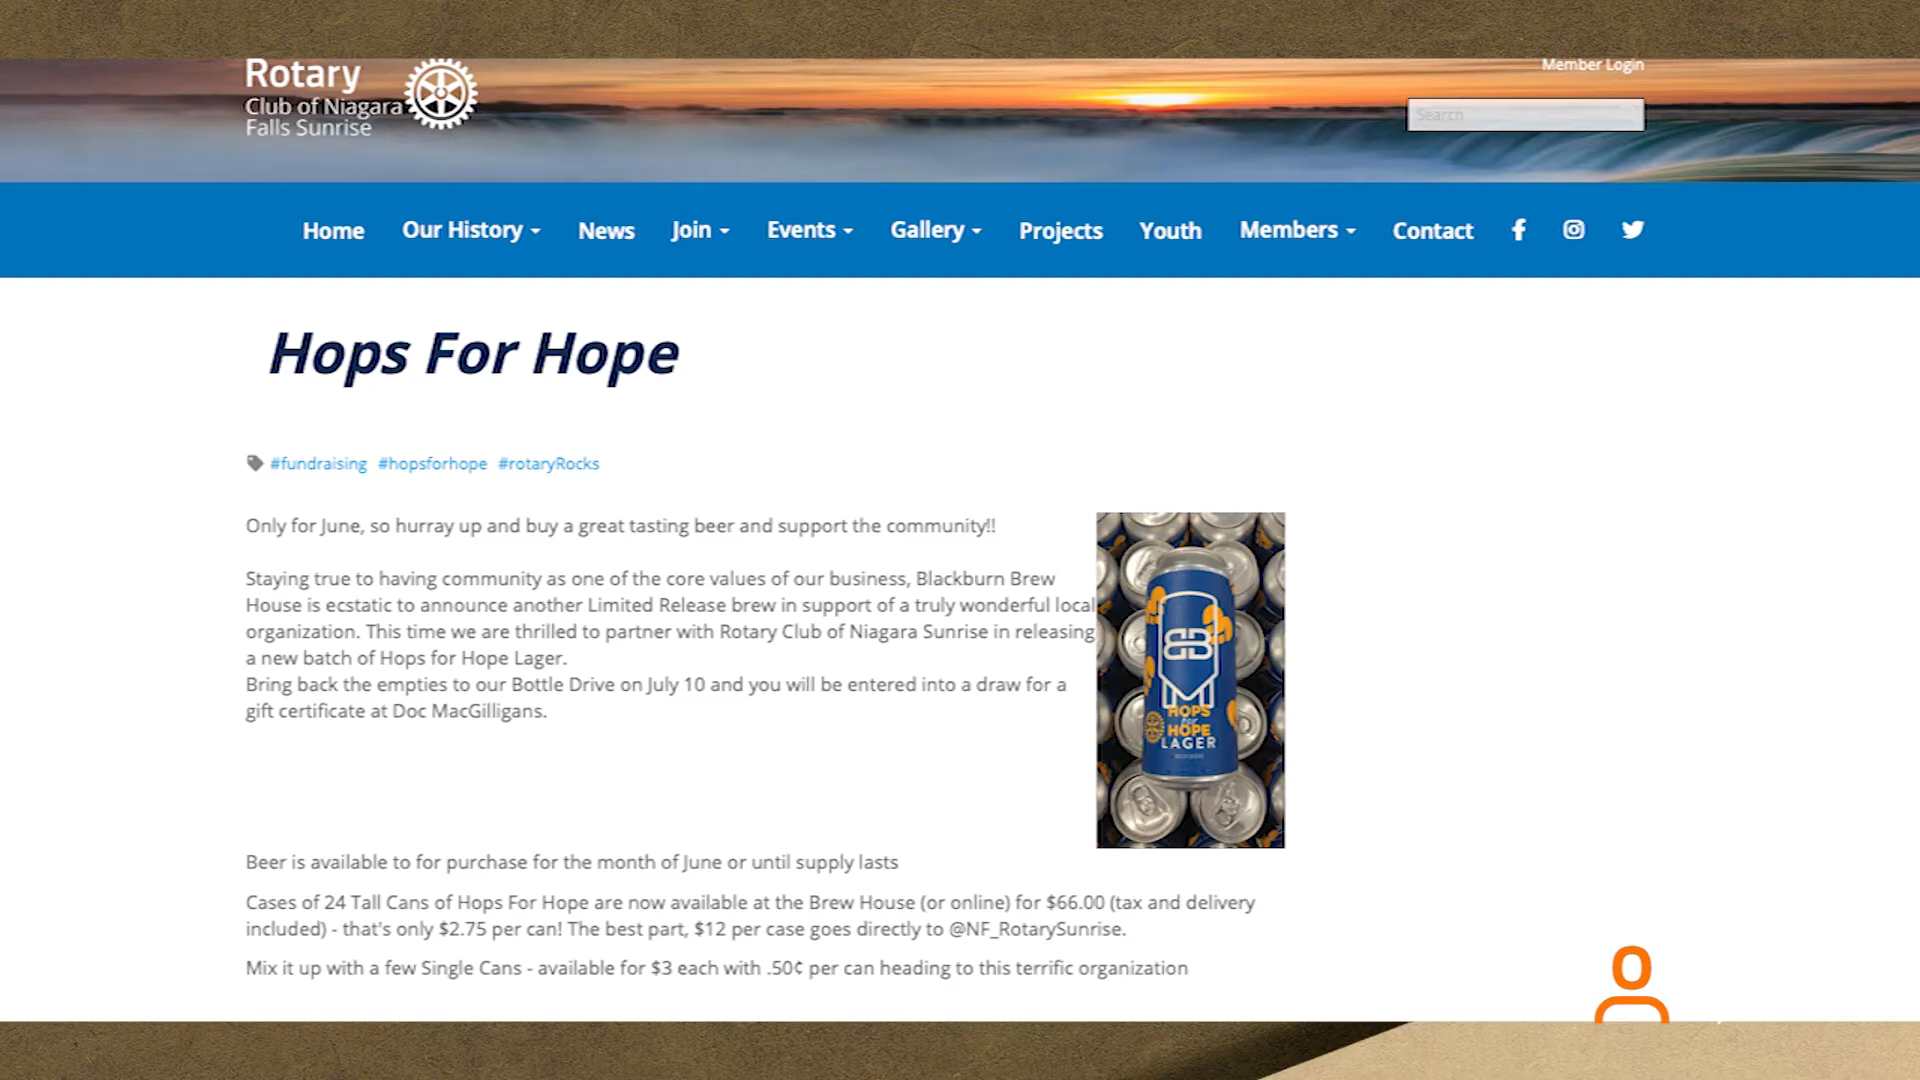 Rotary
Club of Niagara
Falls Sunrise
Member Login
Search
Home Our History News Join Events Gallery Projects Youth Members Contact
Hops For Hope
#fundraising #hopsforhope #rotaryRocks
Only for June, so hurray up and buy a great tasting beer and support the community!!
Staying true to having community as one of the core values of our business, Blackburn Brew
House is ecstatic to announce another Limited Release brew in support of a truly wonderful local
organization. This time we are thrilled to partner with Rotary Club of Niagara Sunrise in releasing
a new batch of Hops for Hope Lager.
Bring back the empties to our Bottle Drive on July 10 and you will be entered into a draw for a
gift certificate at Doc MacGilligans.
HOPS
for
HOPE
LAGER
Beer is available to for purchase for the month of June or until supply lasts
Cases of 24 Tall Cans of Hops For Hope are now available at the Brew House (or online) for $66.00 (tax and delivery
included) - that's only $2.75 per can! The best part, $12 per case goes directly to @NF_RotarySunrise.
Mix it up with a few Single Cans - available for $3 each with .50¢ per can heading to this terrific organization